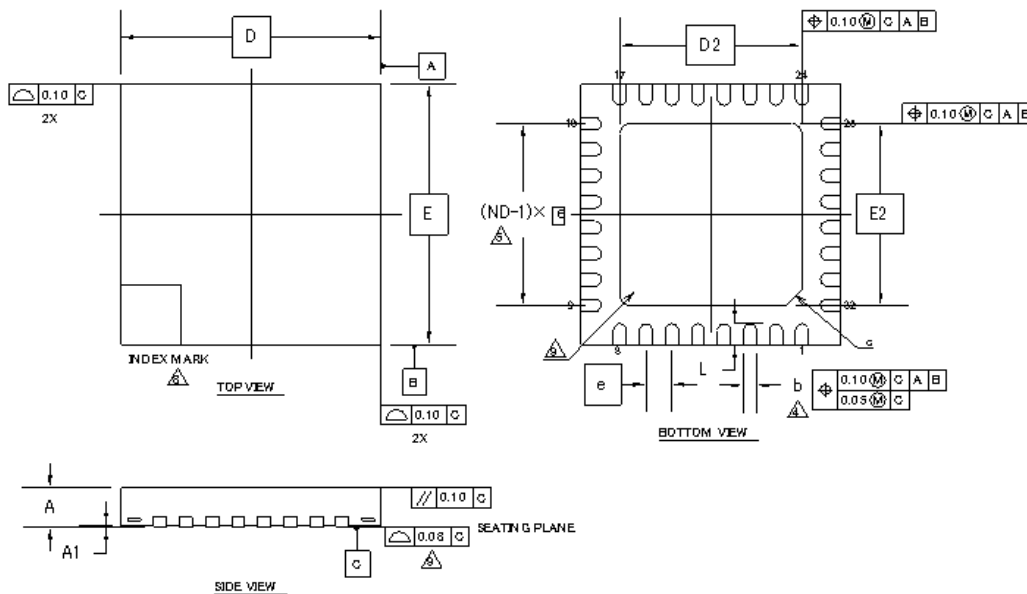 D
A
⌓ 0.10 C
2X
E
INDEX MARK
TOP VIEW
B
⌓ 0.10 C
2X
⌖ 0.10 Ⓜ C A B
D2
17
24
⌖ 0.10 Ⓜ C A B
25
E2
(ND-1)× e
5
9
32
9
8
1
C
e
L
b
4
⌖ 0.10 Ⓜ C A B
0.05 Ⓜ C
BOTTOM VIEW
A
// 0.10 C
A1
⌓ 0.08 C
SEATING PLANE
9
C
SIDE VIEW